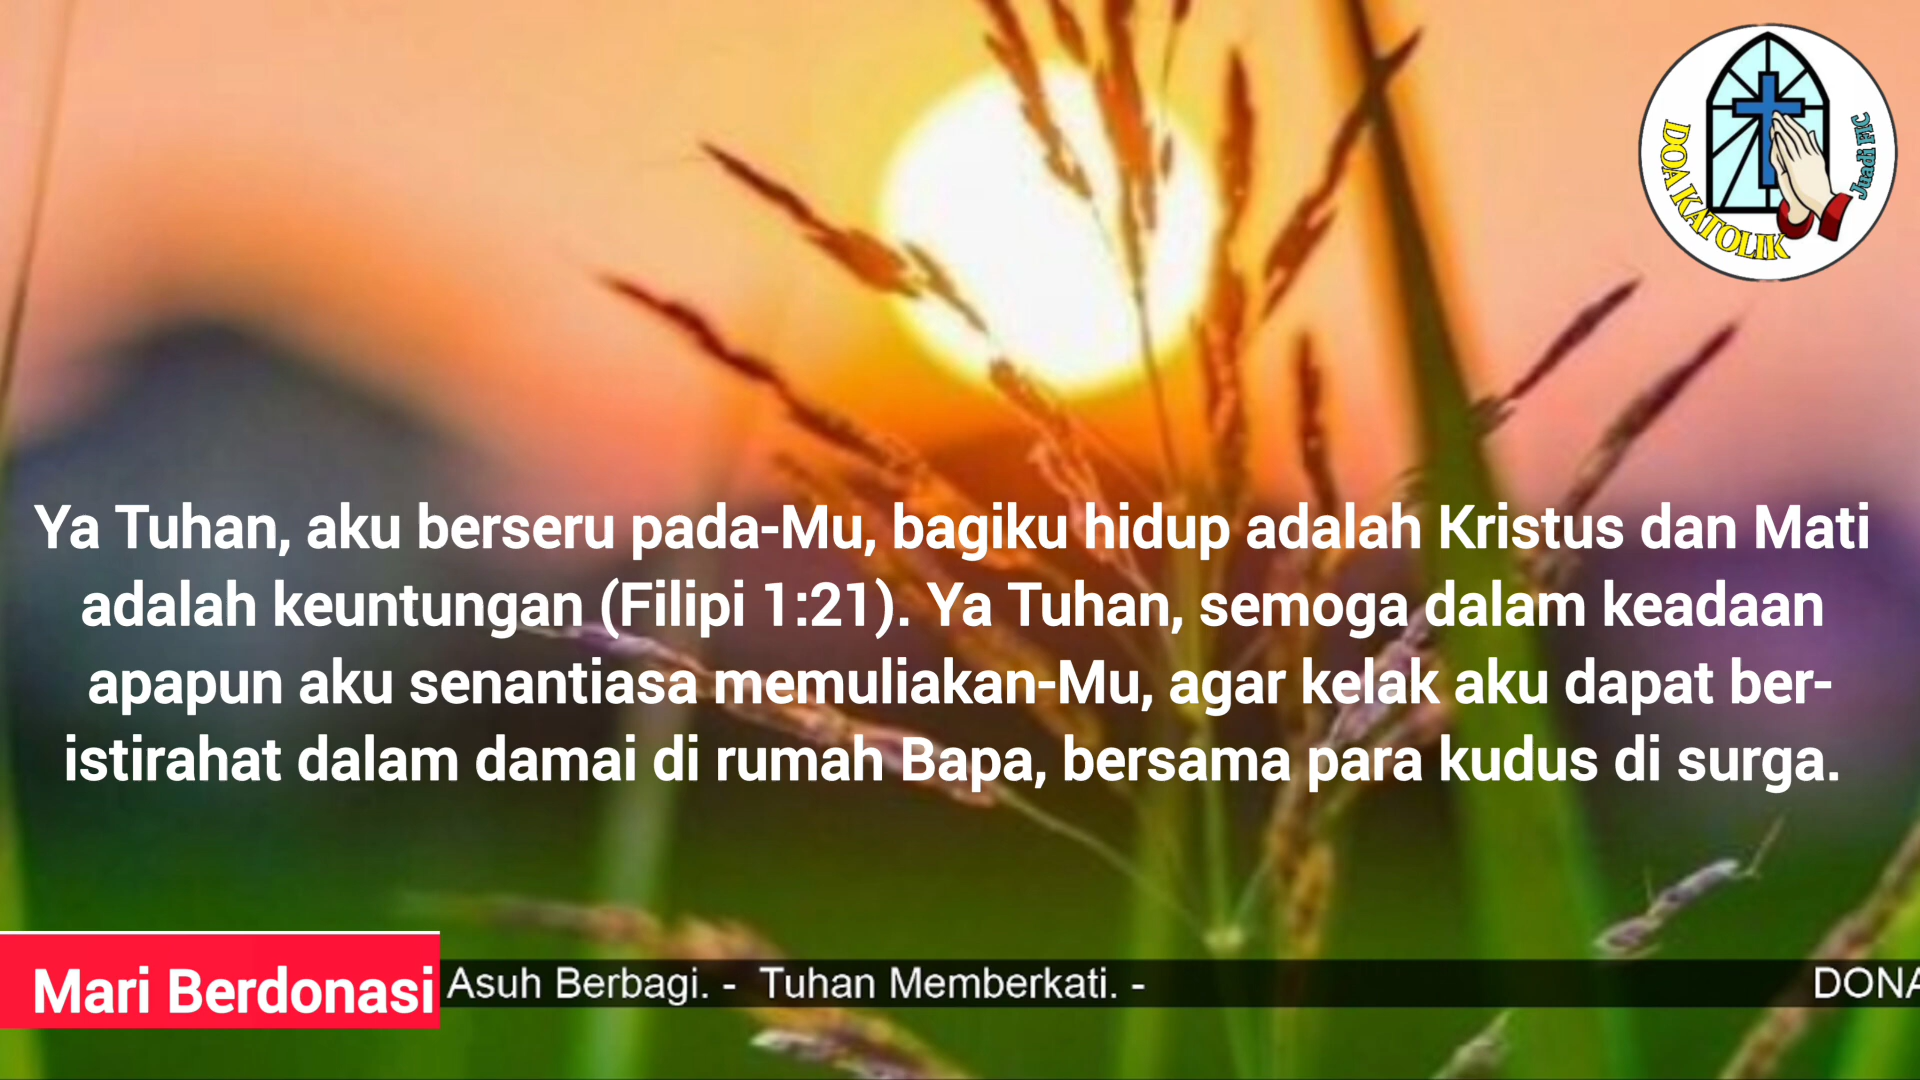 DOA KATOLIK
Juadi FIC
Ya Tuhan, aku berseru pada-Mu, bagiku hidup adalah Kristus dan Mati
adalah keuntungan (Filipi 1:21). Ya Tuhan, semoga dalam keadaan
apapun aku senantiasa memuliakan-Mu, agar kelak aku dapat ber-
istirahat dalam damai di rumah Bapa, bersama para kudus di surga.
Mari Berdonasi
Asuh Berbagi. - Tuhan Memberkati. - DONA